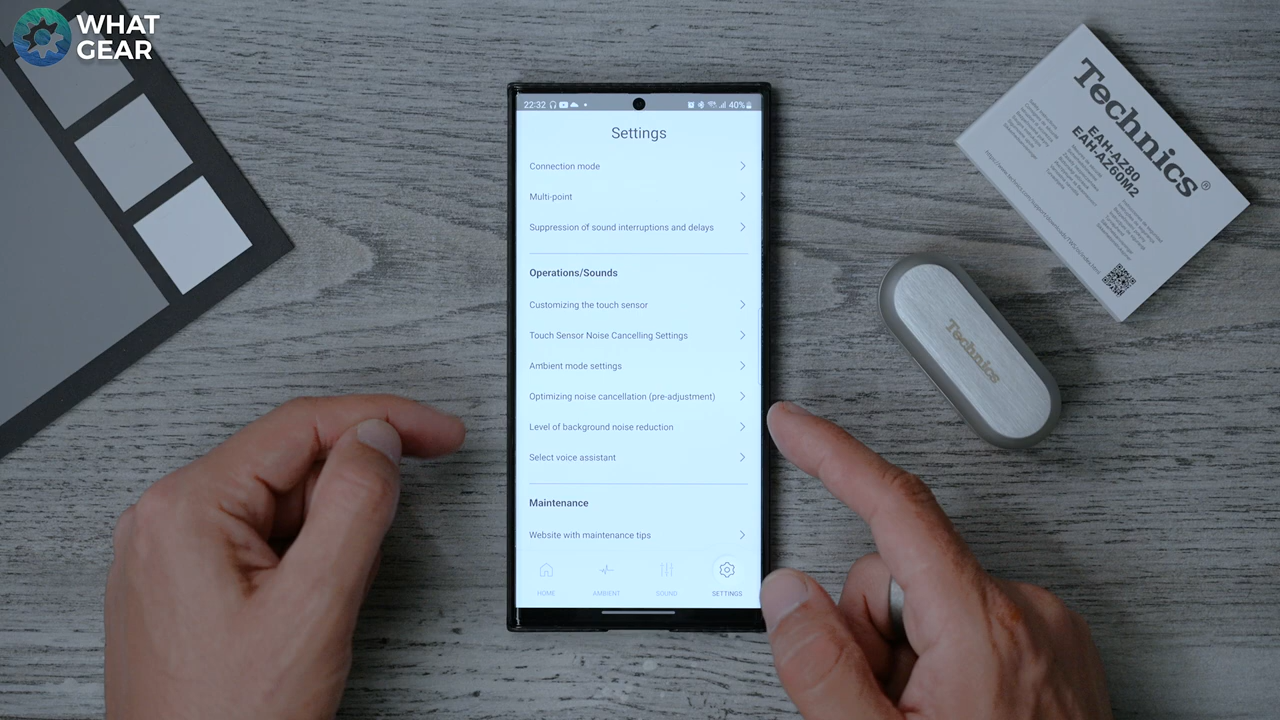 WHAT
GEAR
22:32
40%
Settings
Connection mode
Multi-point
Suppression of sound interruptions and delays
Operations/Sounds
Customizing the touch sensor
Touch Sensor Noise Cancelling Settings
Ambient mode settings
Optimizing noise cancellation (pre-adjustment)
Level of background noise reduction
Select voice assistant
Maintenance
Website with maintenance tips
HOME AMBIENT SOUND SETTINGS
Technics®
EAH-AZ80
EAH-AZ60M2
Technics